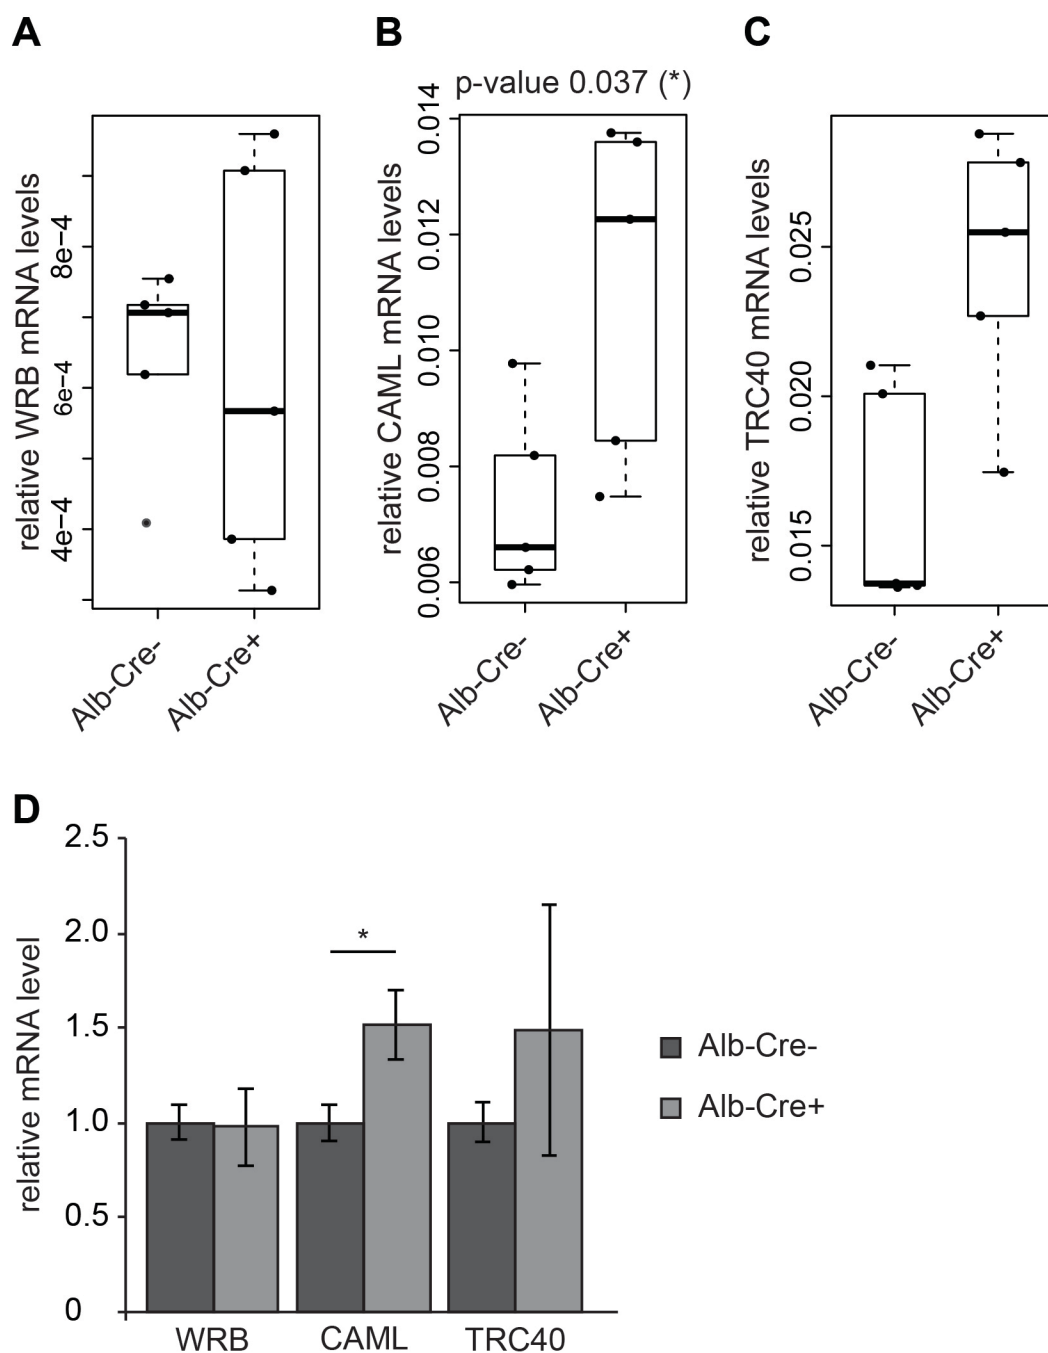 A
relative WRB mRNA levels
8e−4
6e−4
4e−4
Alb-Cre-
Alb-Cre+
B
p-value 0.037 (*)
relative CAML mRNA levels
0.014
0.012
0.010
0.008
0.006
Alb-Cre-
Alb-Cre+
C
relative TRC40 mRNA levels
0.025
0.020
0.015
Alb-Cre-
Alb-Cre+
D
relative mRNA level
2.5
2.0
1.5
1.0
0.5
0
*
WRB
CAML
TRC40
Alb-Cre-
Alb-Cre+